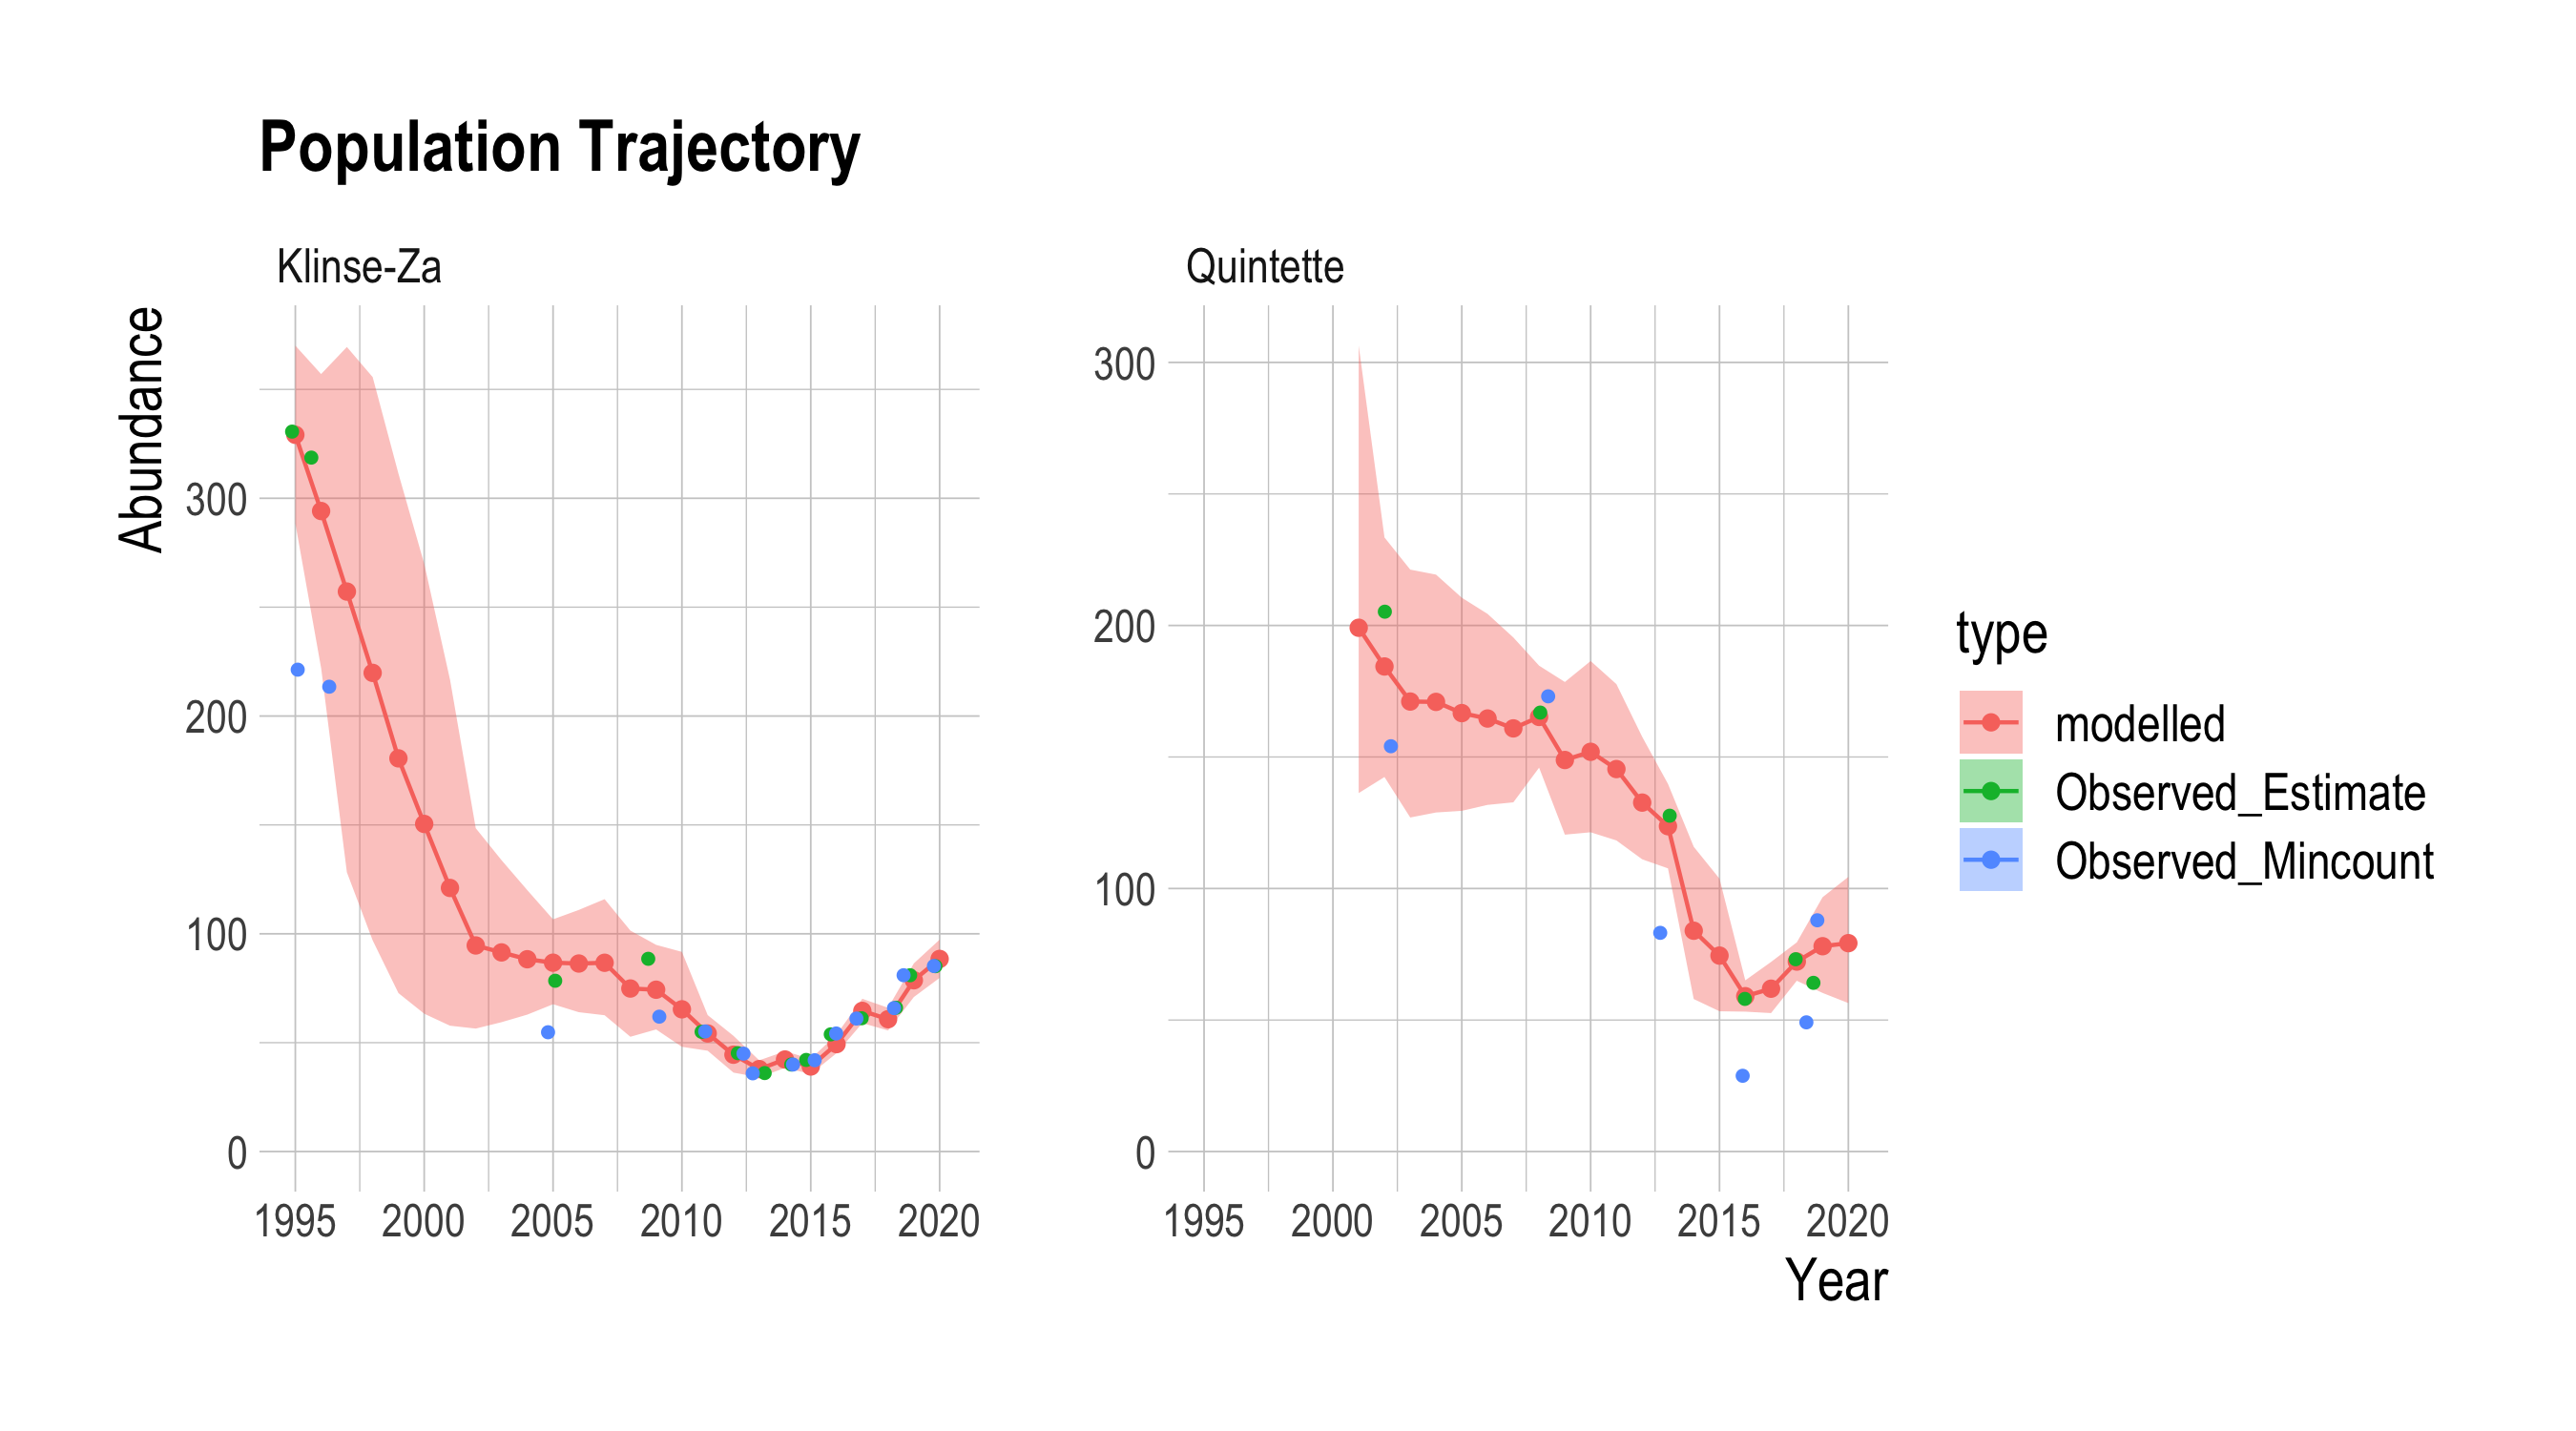 Population Trajectory
Klinse-Za
Quintette
Abundance
300
200
100
0
1995 2000 2005 2010 2015 2020
300
200
100
0
1995 2000 2005 2010 2015 2020
Year
type
modelled
Observed_Estimate
Observed_Mincount